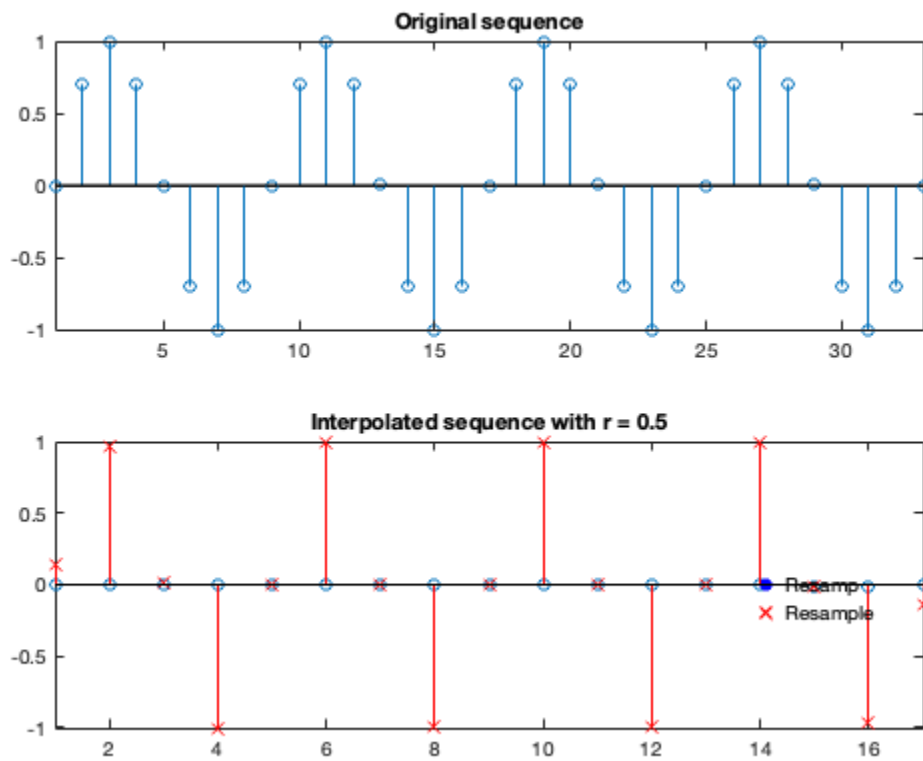 Original sequence
1
0.5
0
-0.5
-1
5 10 15 20 25 30
Interpolated sequence with r = 0.5
1
0.5
0
Resamp
Resample
-0.5
-1
2 4 6 8 10 12 14 16